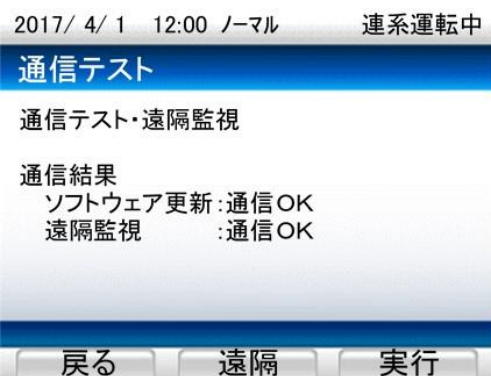 2017/ 4/ 1 12:00 ノーマル 連系運転中
通信テスト
通信テスト・遠隔監視
通信結果
ソフトウェア更新:通信OK
遠隔監視 :通信OK
戻る 遠隔 実行